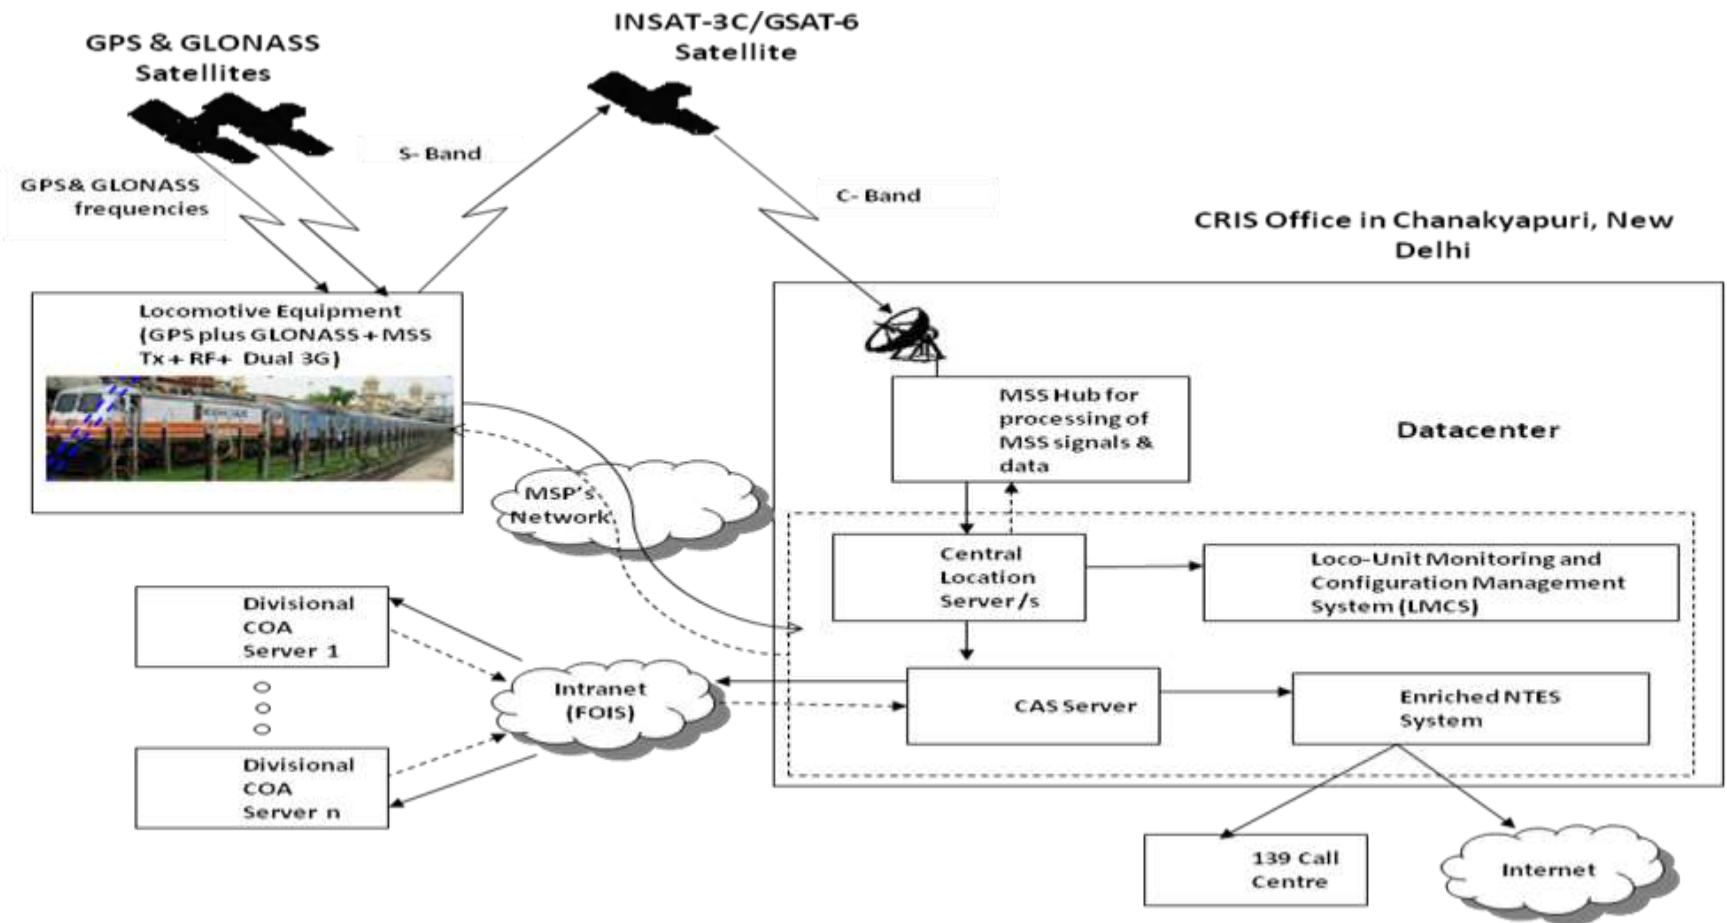 INSAT-3C/GSAT-6
Satellite
GPS & GLONASS
Satellites
S- Band
GPS& GLONASS
frequencies
C- Band
CRIS Office in Chanakyapuri, New
Delhi
Locomotive Equipment
(GPS plus GLONASS + MSS
Tx + RF+ Dual 3G)
MSS Hub for
processing of
MSS signals &
data
Datacenter
MSP's
Network
Central
Location
Server/s
Loco-Unit Monitoring and
Configuration Management
System (LMCS)
Divisional
COA
Server 1
Intranet
(FOIS)
CAS Server
Enriched NTES
System
Divisional
COA
Server n
139 Call
Centre
Internet